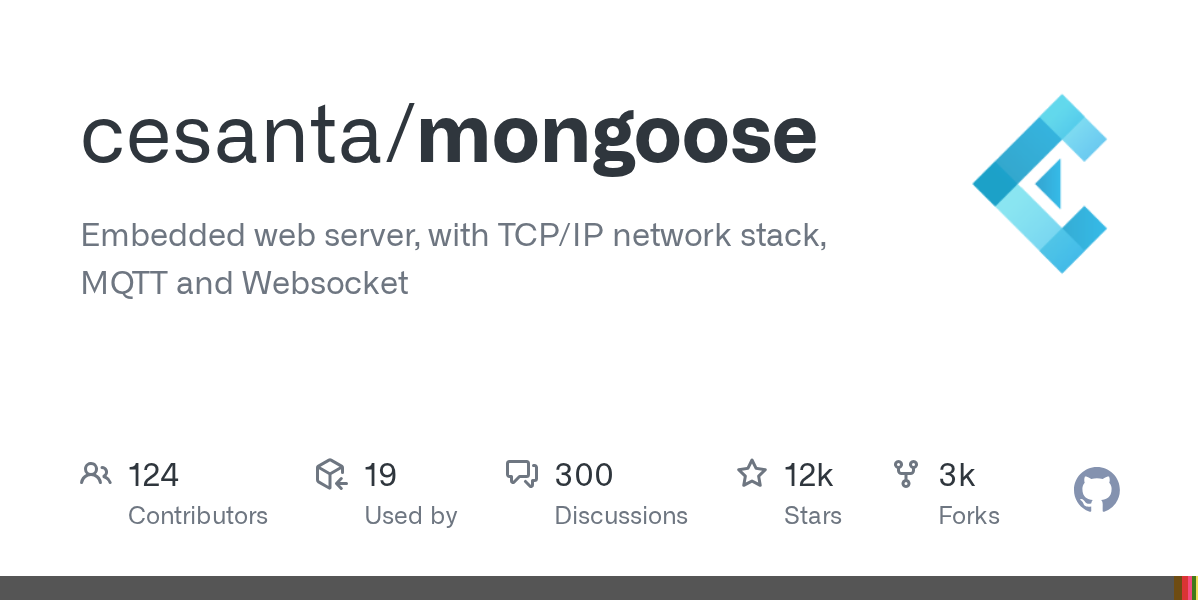 cesanta/mongoose
Embedded web server, with TCP/IP network stack,
MQTT and Websocket
124 19 300 12k 3k
Contributors Used by Discussions Stars Forks